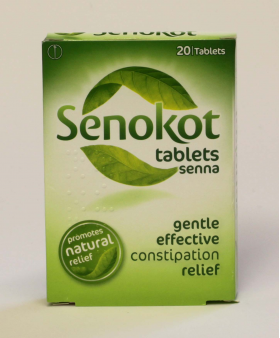 20 Tablets
Senokot
tablets
senna
promotes
natural
relief
gentle
effective
constipation
relief